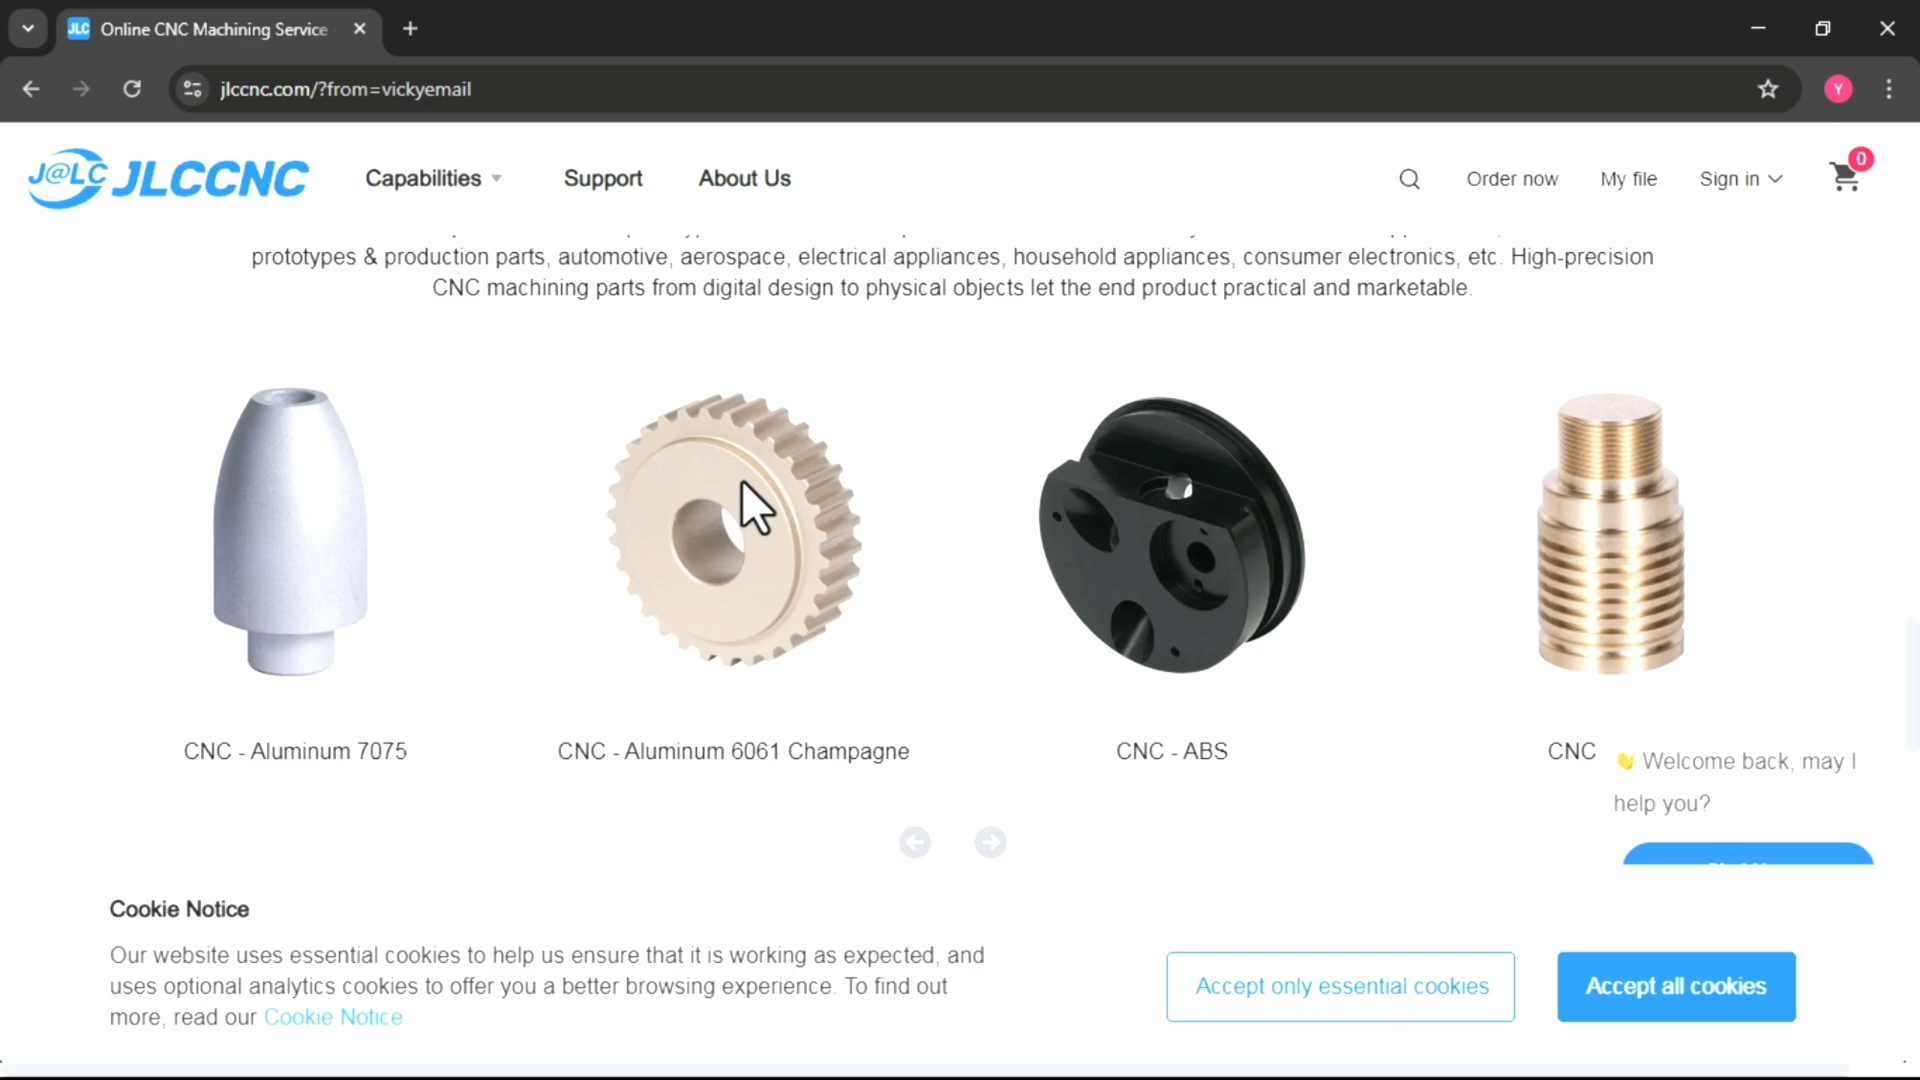 JLC Online CNC Machining Service
jlccnc.com/?from=vickyemail
Y
J@LC JLCCNC
Capabilities
Support
About Us
Order now
My file
Sign in
0
prototypes & production parts, automotive, aerospace, electrical appliances, household appliances, consumer electronics, etc. High-precision
CNC machining parts from digital design to physical objects let the end product practical and marketable.
CNC - Aluminum 7075
CNC - Aluminum 6061 Champagne
CNC - ABS
CNC
👋 Welcome back, may I
help you?
Cookie Notice
Our website uses essential cookies to help us ensure that it is working as expected, and
uses optional analytics cookies to offer you a better browsing experience. To find out
more, read our Cookie Notice
Accept only essential cookies
Accept all cookies